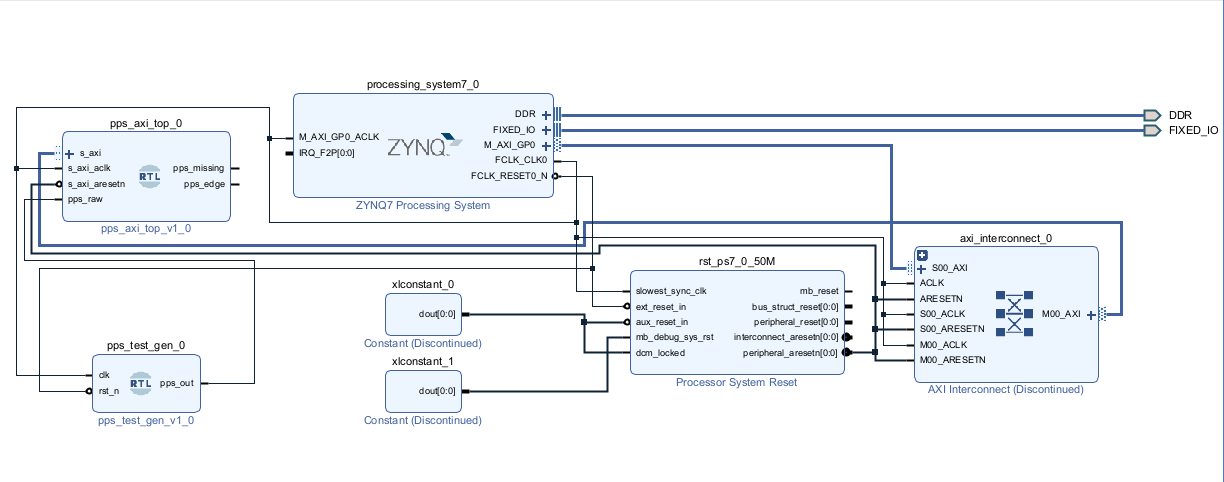 processing_system7_0
DDR
FIXED_IO
M_AXI_GP0_ACLK
M_AXI_GP0
IRQ_F2P[0:0]
FCLK_CLK0
FCLK_RESET0_N
ZYNQ
ZYNQ7 Processing System
DDR
FIXED_IO
pps_axi_top_0
s_axi
s_axi_aclk
s_axi_aresetn
pps_raw
RTL
pps_missing
pps_edge
pps_axi_top_v1_0
axi_interconnect_0
S00_AXI
ACLK
ARESETN
S00_ACLK
S00_ARESETN
M00_ACLK
M00_ARESETN
M00_AXI
AXI Interconnect (Discontinued)
rst_ps7_0_50M
slowest_sync_clk
ext_reset_in
aux_reset_in
mb_debug_sys_rst
dcm_locked
mb_reset
bus_struct_reset[0:0]
peripheral_reset[0:0]
interconnect_aresetn[0:0]
peripheral_aresetn[0:0]
Processor System Reset
xlconstant_0
dout[0:0]
Constant (Discontinued)
xlconstant_1
dout[0:0]
Constant (Discontinued)
pps_test_gen_0
clk
rst_n
RTL
pps_out
pps_test_gen_v1_0